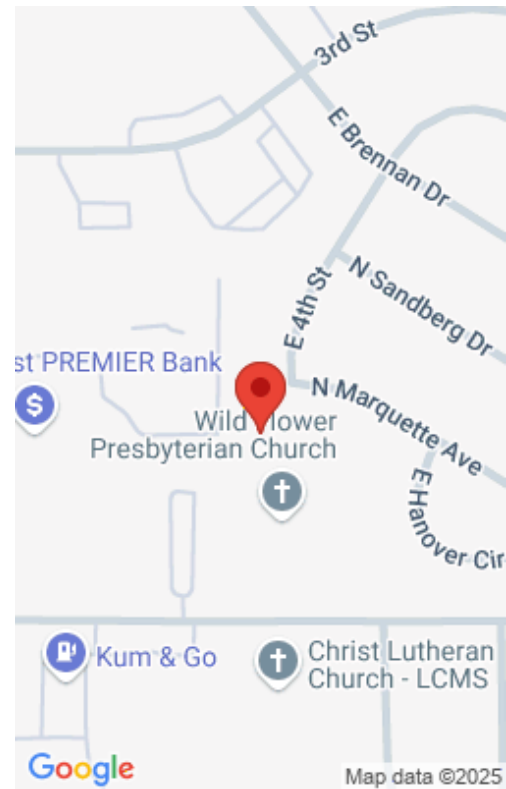 3rd St
E Brennan Dr
N Sandberg Dr
E 4th St
st PREMIER Bank
N Marquette Ave
Wild
lower
Presbyterian Church
E Hanover Cir
Kum & Go
Christ Lutheran
Church - LCMS
Google
Map data ©2025